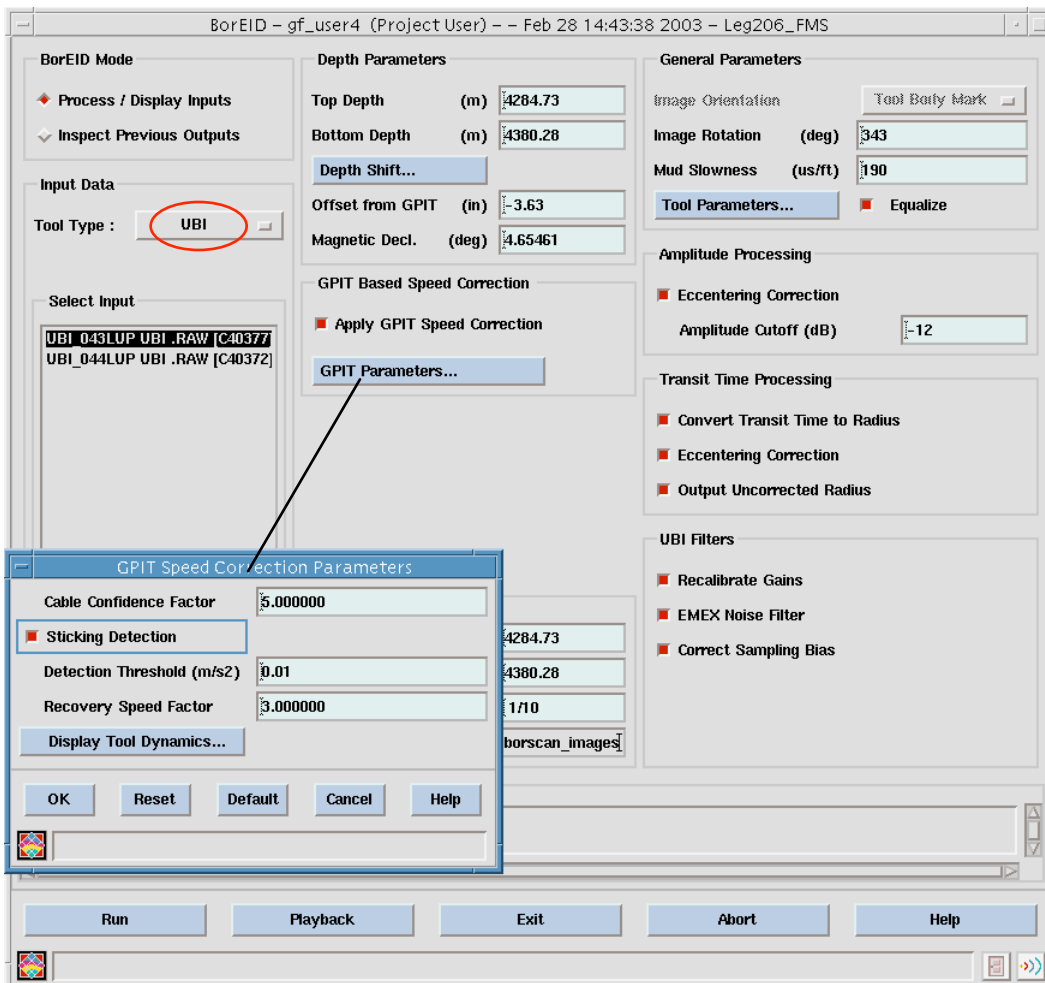 BorEID – gf_user4 (Project User) – – Feb 28 14:43:38 2003 – Leg206_FMS
BorEID Mode
Process / Display Inputs
Inspect Previous Outputs
Input Data
Tool Type :
UBI
Select Input
UBI_043LUP UBI .RAW [C40377]
UBI_044LUP UBI .RAW [C40372]
Depth Parameters
Top Depth (m) 4284.73
Bottom Depth (m) 4380.28
Depth Shift...
Offset from GPIT (in) -3.63
Magnetic Decl. (deg) 4.65461
GPIT Based Speed Correction
Apply GPIT Speed Correction
GPIT Parameters...
General Parameters
Image Orientation Tool Body Mark
Image Rotation (deg) 343
Mud Slowness (us/ft) 190
Tool Parameters... Equalize
Amplitude Processing
Eccentering Correction
Amplitude Cutoff (dB) -12
Transit Time Processing
Convert Transit Time to Radius
Eccentering Correction
Output Uncorrected Radius
UBI Filters
Recalibrate Gains
EMEX Noise Filter
Correct Sampling Bias
4284.73
4380.28
1/10
borscan_images
GPIT Speed Correction Parameters
Cable Confidence Factor 5.000000
Sticking Detection
Detection Threshold (m/s2) 0.01
Recovery Speed Factor 3.000000
Display Tool Dynamics...
OK Reset Default Cancel Help
Run Playback Exit Abort Help